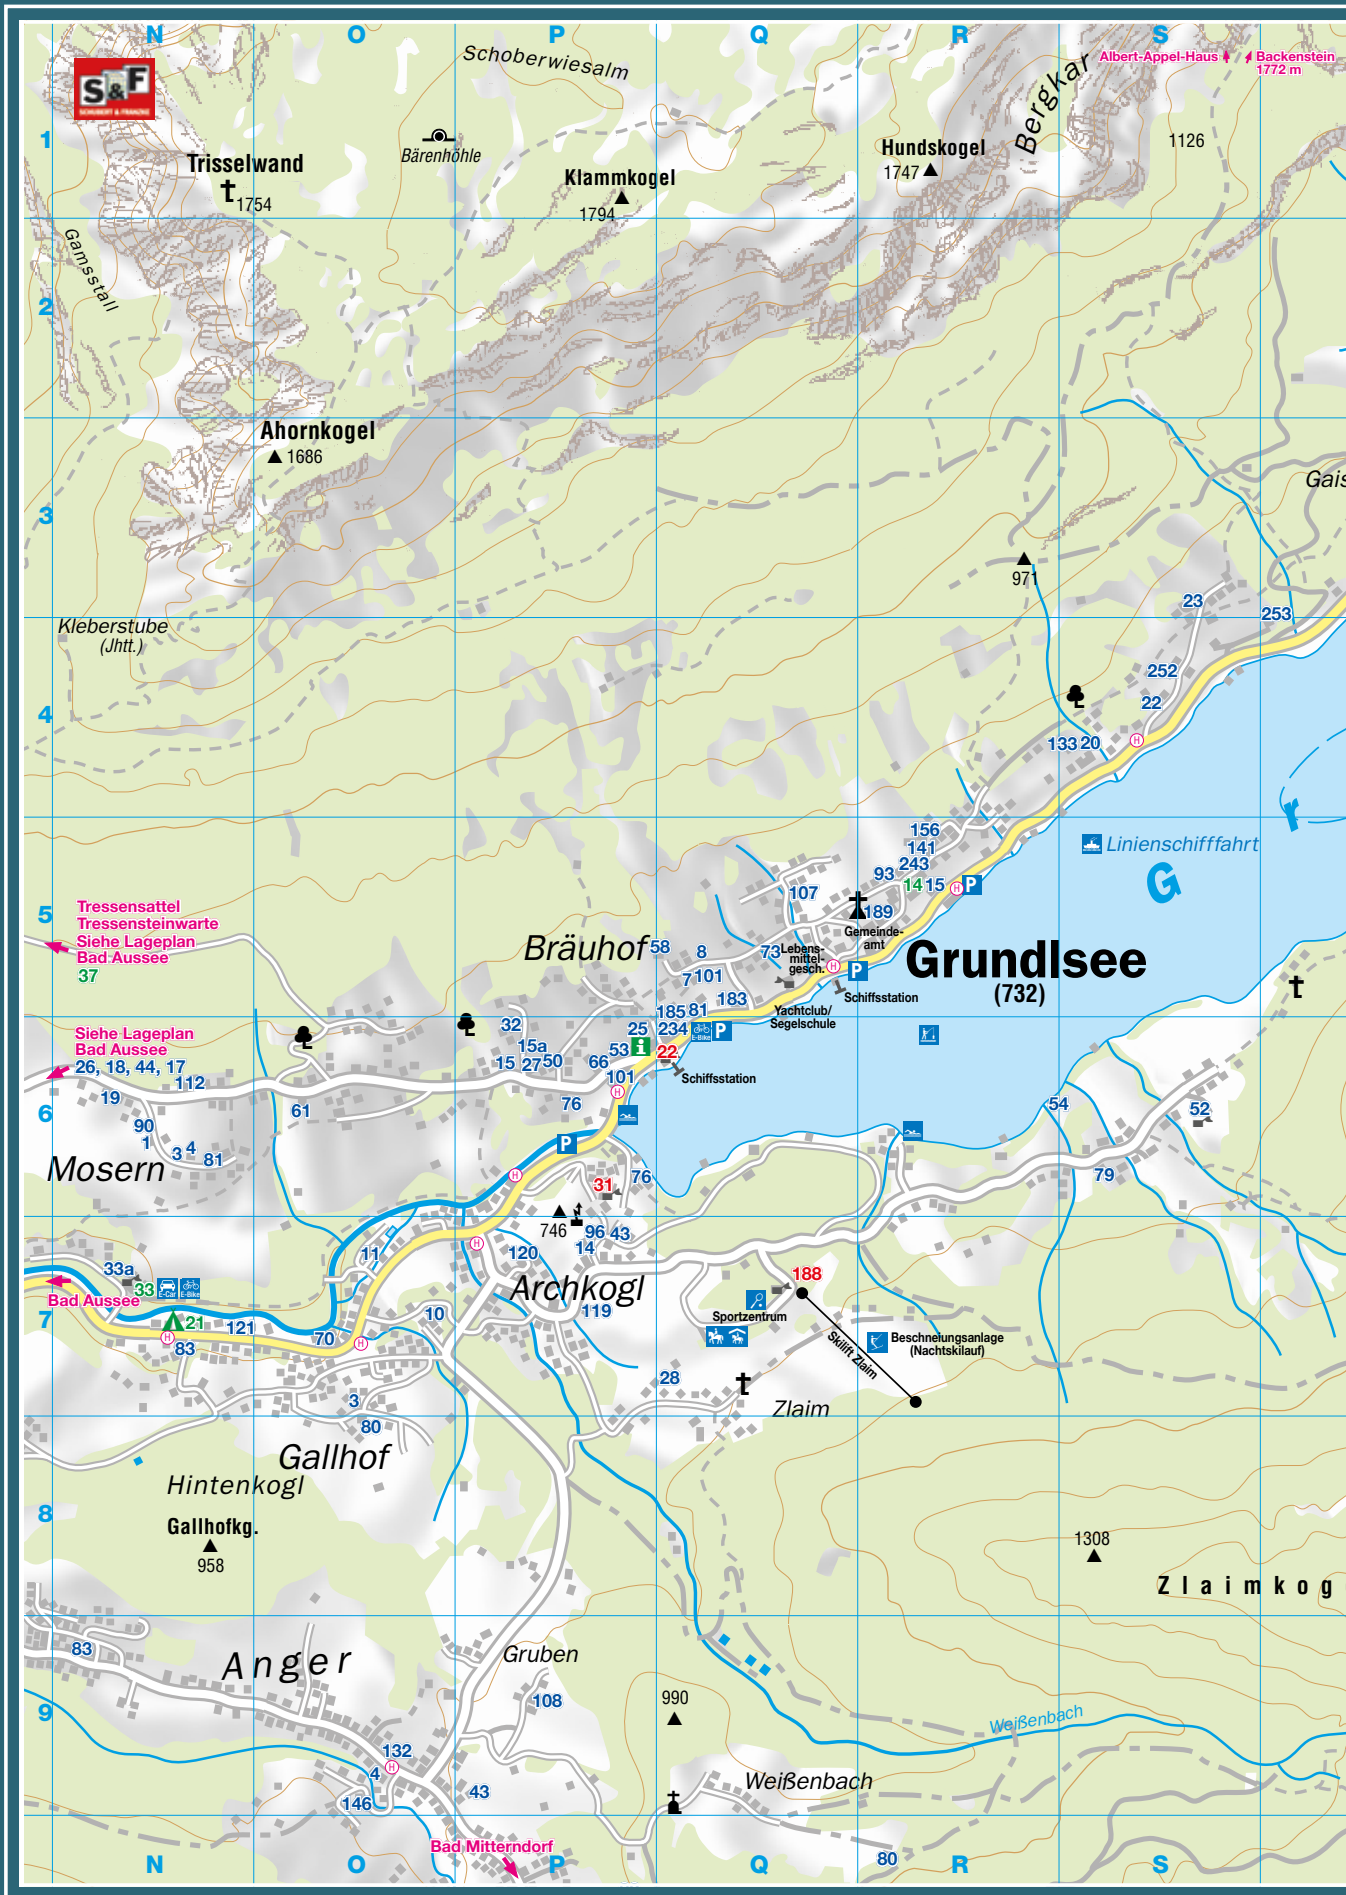 N
O
P
Q
R
S
S&F
SCHUBERT & FRANZKE
Schoberwiesalm
Albert-Appel-Haus
Backenstein
1772 m
Bergkar
1
Bärenhöhle
Trisselwand
1754
Klammkogel
1794
Hundskogel
1747
1126
Gamsstall
2
Ahornkogel
1686
Gais
3
971
23
253
Kleberstube
(Jhtt.)
252
22
4
133 20
r
G
Linienschifffahrt
156
141
243
93
14 15
107
189
5
Tressensattel
Tressensteinwarte
Siehe Lageplan
Bad Aussee
37
Bräuhof
58
8
73
Lebens-
mittel-
gesch.
Gemeinde-
amt
7 101
183
Grundlsee
(732)
Schiffsstation
Yachtclub/
Segelschule
185 81
234
E-Bike
P
P
P
Siehe Lageplan
Bad Aussee
26, 18, 44, 17
112
32
15a
15 27 50
25
53
66
101
22
Schiffsstation
6
19
90
1
3 4
81
61
76
P
54
52
Mosern
76
79
31
746
96 43
14
11
120
33a
33
E-Car
E-Bike
Bad Aussee
Archkogl
188
7
21
121
83
70
10
119
Sportzentrum
Skilift Zlaim
Beschneiungsanlage
(Nachtskilauf)
28
3
80
Zlaim
Gallhof
Hintenkogl
8
Gallhofkg.
958
1308
Zlaimkog
83
Anger
Gruben
108
990
9
Weißenbach
132
4
146
43
Weißenbach
Bad Mitterndorf
80
N
O
P
Q
R
S
H
H
H
H
H
H
H
H
H